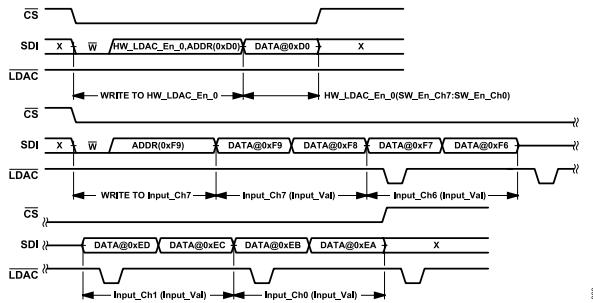 CS
SDI X W HW_LDAC_En_0,ADDR(0xD0) DATA@0xD0 X
LDAC
WRITE TO HW_LDAC_En_0 HW_LDAC_En_0(SW_En_Ch7:SW_En_Ch0)
CS
SDI X W ADDR(0xF9) DATA@0xF9 DATA@0xF8 DATA@0xF7 DATA@0xF6
LDAC
WRITE TO Input_Ch7 Input_Ch7 (Input_Val) Input_Ch6 (Input_Val)
CS
SDI DATA@0xED DATA@0xEC DATA@0xEB DATA@0xEA X
LDAC
Input_Ch1 (Input_Val) Input_Ch0 (Input_Val)